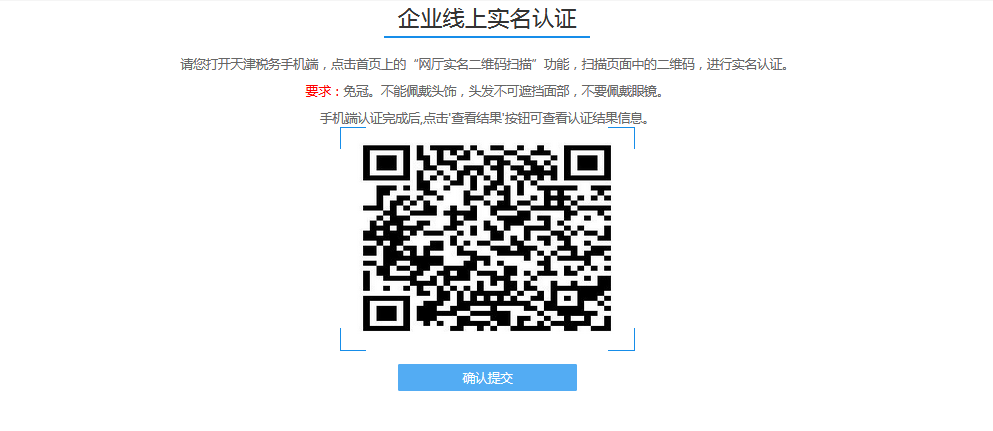 企业线上实名认证
请您打开天津税务手机端，点击首页上的“网厅实名二维码扫描”功能，扫描页面中的二维码，进行实名认证。
要求：免冠。不能佩戴头饰，头发不可遮挡面部，不要佩戴眼镜。
手机端认证完成后,点击'查看结果'按钮可查看认证结果信息。
确认提交